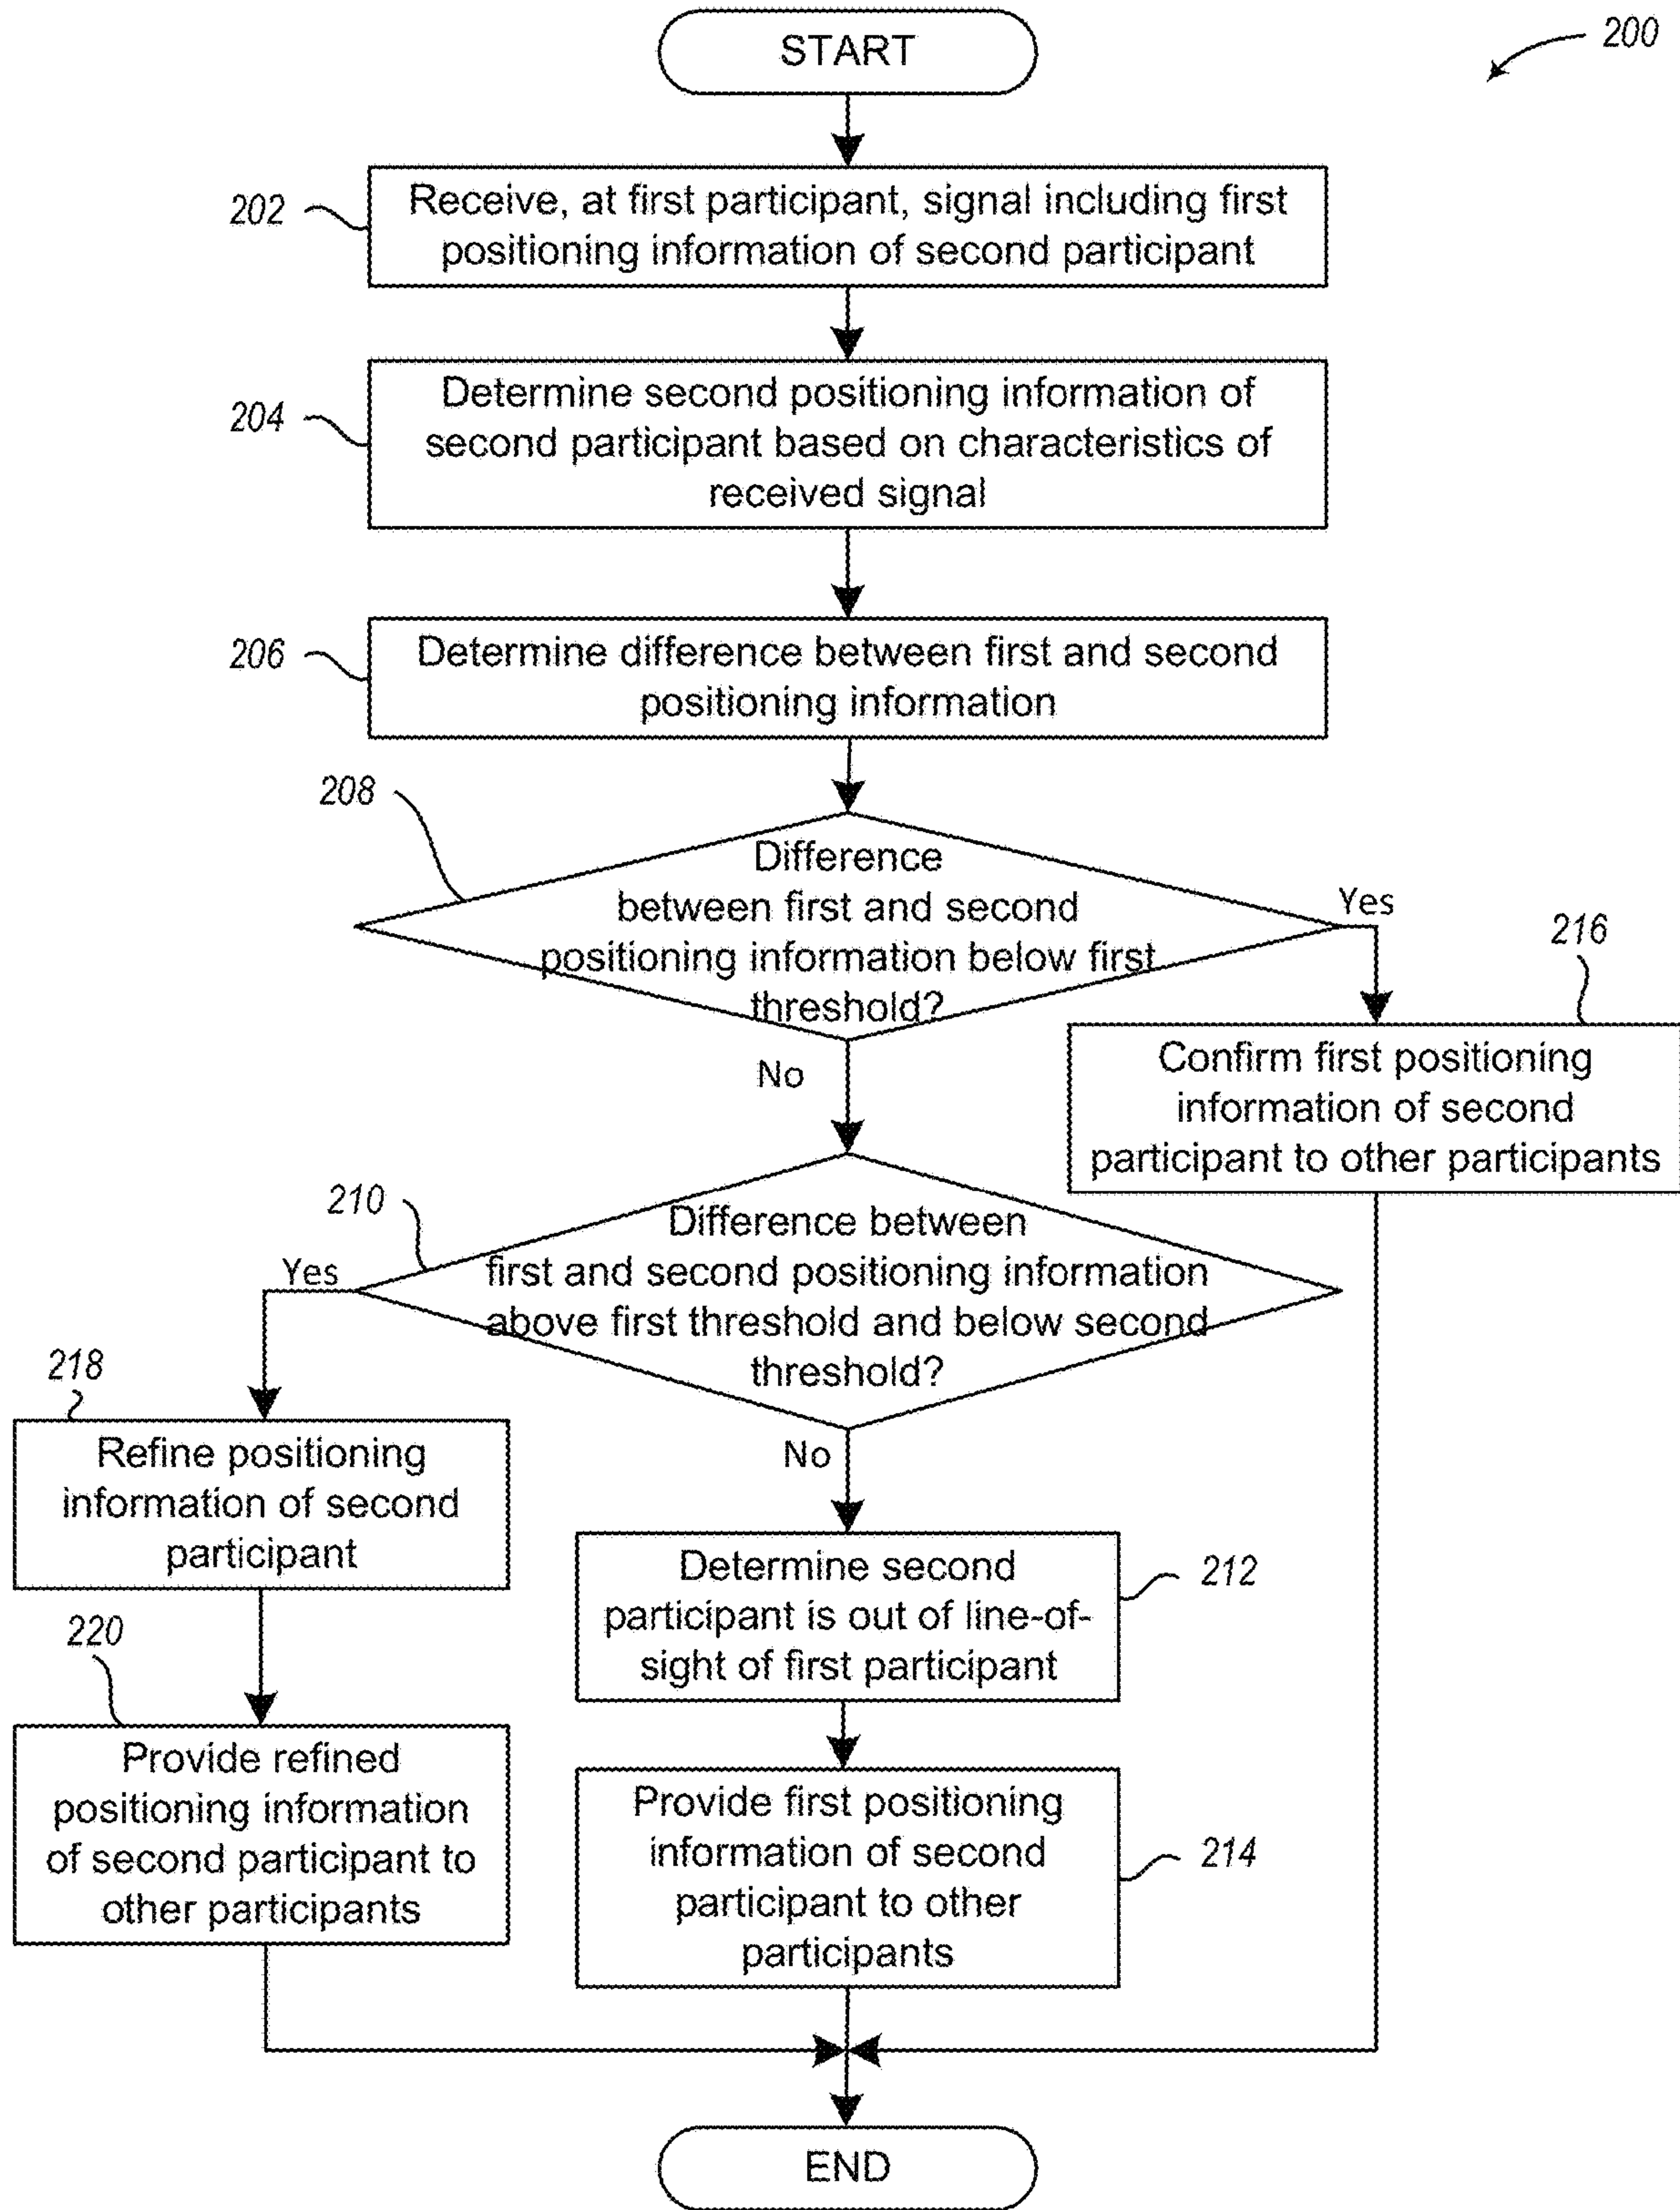 START
200
202
Receive, at first participant, signal including first
positioning information of second participant
204
Determine second positioning information of
second participant based on characteristics of
received signal
206
Determine difference between first and second
positioning information
208
Difference
between first and second
positioning information below first
threshold?
Yes
No
216
Confirm first positioning
information of second
participant to other participants
210
Difference between
first and second positioning information
above first threshold and below second
threshold?
Yes
No
218
Refine positioning
information of second
participant
212
Determine second
participant is out of line-of-
sight of first participant
220
Provide refined
positioning information
of second participant to
other participants
214
Provide first positioning
information of second
participant to other
participants
END